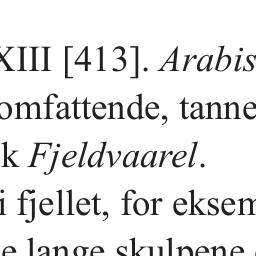 XIII [413]. Arabis
omfattende, tanne
k Fjeldvaarel.
i fjellet, for eksem
e lange skulpene